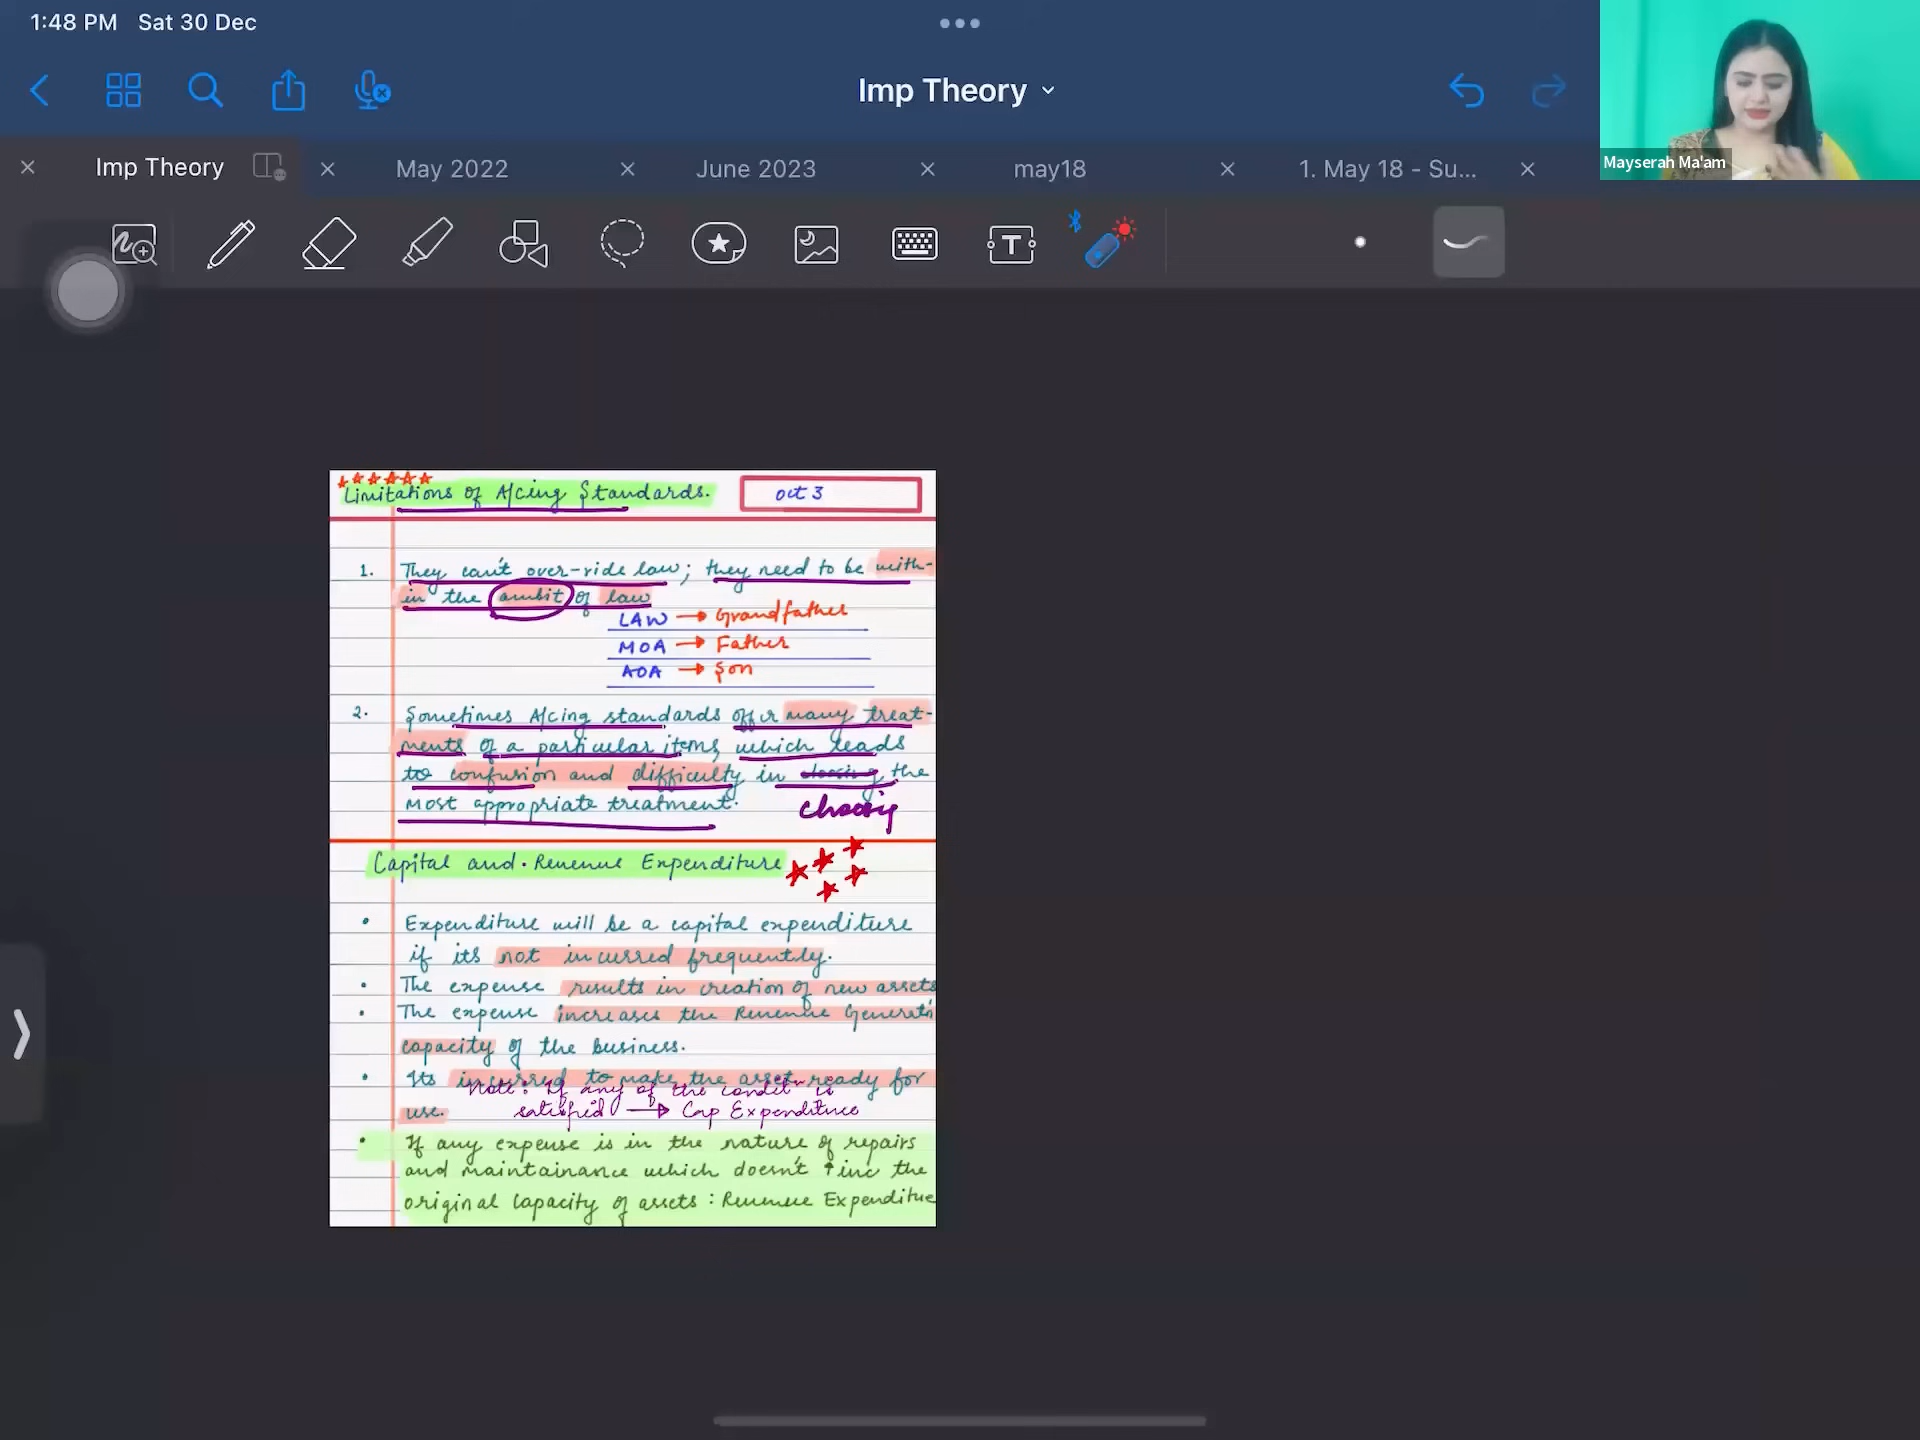 1:48 PM Sat 30 Dec
Imp Theory
Imp Theory
May 2022
June 2023
may18
1. May 18 - Su...
Mayserah Ma'am
T
Limitations of A/cing Standards.
oct 3
1. They can't over-ride law; they need to be with-
in the ambit of law
LAW → Grandfather
MOA → Father
AOA → Son
2. Sometimes A/cing standards offer many treat-
ments of a particular items, which leads
to confusion and difficulty in the
most appropriate treatment.
choosig
Capital and Revenue Expenditure
• Expenditure will be a capital expenditure
if its not incurred frequently.
• The expense results in creation of new assets
• The expense increases the Revenue Generati
capacity of the business.
• Its incurred to make the asset ready for
Note: If any of the conditn is
use.
satisfied → Cap Expenditure
• If any expense is in the nature of repairs
and maintainance which doesn't ↑ inc the
original capacity of assets : Revenue Expenditue